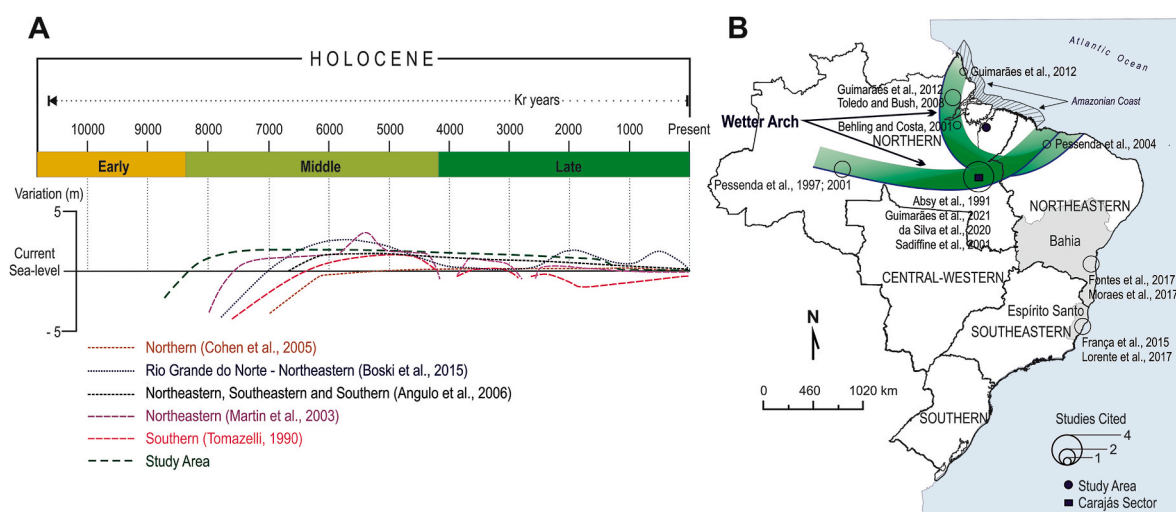 A
HOLOCENE
Kr years
10000 9000 8000 7000 6000 5000 4000 3000 2000 1000 Present
Early Middle Late
Variation (m)
5
Current
Sea-level
- 5
Northern (Cohen et al., 2005)
Rio Grande do Norte - Northeastern (Boski et al., 2015)
Northeastern, Southeastern and Southern (Angulo et al., 2006)
Northeastern (Martin et al., 2003)
Southern (Tomazelli, 1990)
Study Area
B
Atlantic Ocean
Guimarães et al., 2012
Guimarães et al., 2012
Toledo and Bush, 2008
Amazonian Coast
Wetter Arch
Behling and Costa, 2001
NORTHERN
Pessenda et al., 2004
Pessenda et al., 1997; 2001
Absy et al., 1991
Guimarães et al., 2021
da Silva et al., 2020
Sadiffine et al., 2001
NORTHEASTERN
Bahia
CENTRAL-WESTERN
Fontes et al., 2017
Moraes et al., 2017
Espírito Santo
SOUTHEASTERN
França et al., 2015
Lorente et al., 2017
N
0 460 1020 km
SOUTHERN
Studies Cited
4
2
1
Study Area
Carajás Sector